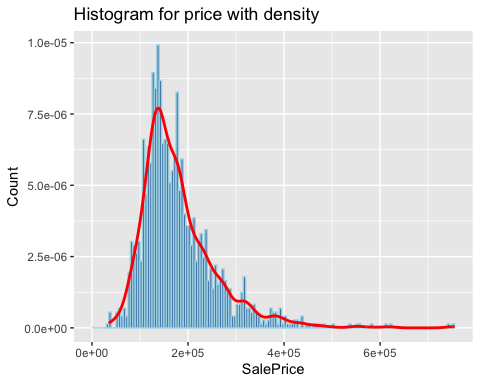 Histogram for price with density
1.0e-05
7.5e-06
5.0e-06
2.5e-06
0.0e+00
Count
0e+00 2e+05 4e+05 6e+05
SalePrice